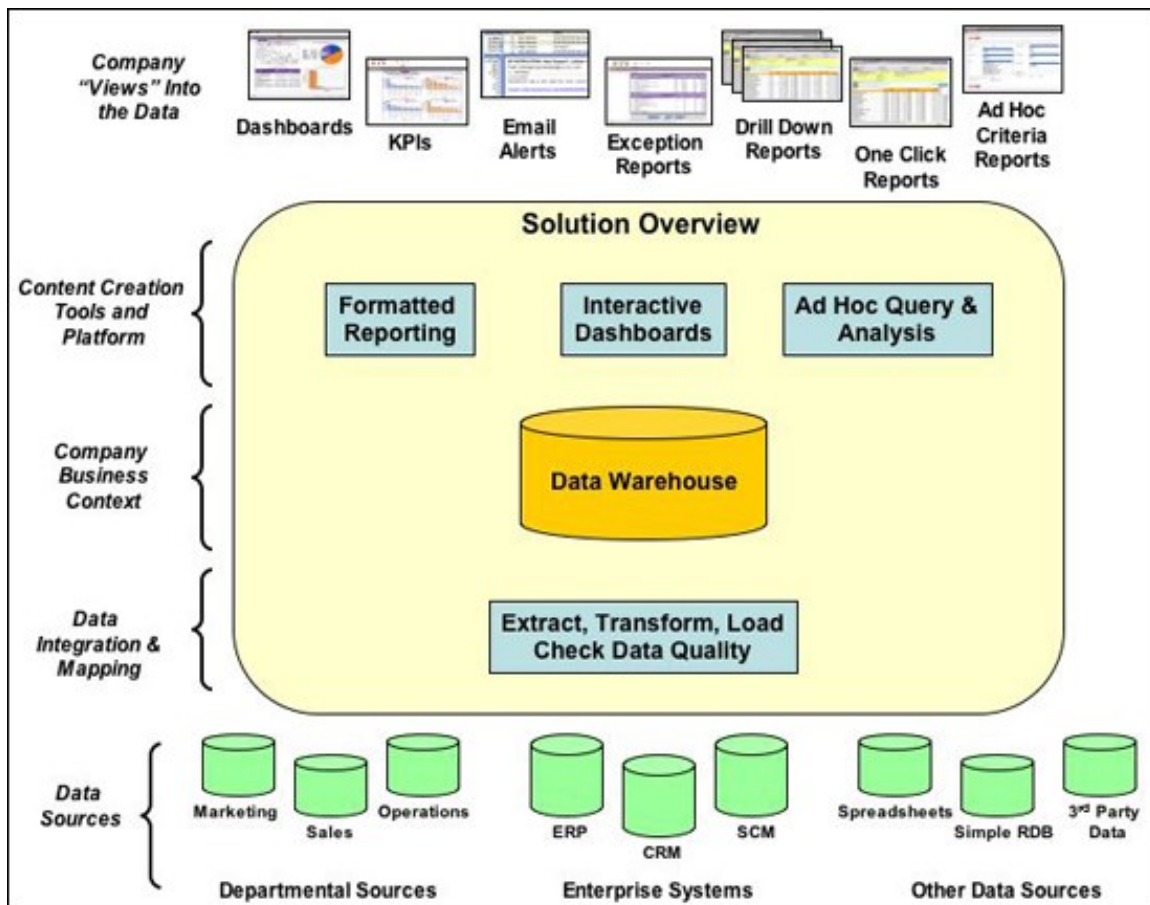 Company
“Views” Into
the Data
Dashboards
KPIs
Email
Alerts
Exception
Reports
Drill Down
Reports
One Click
Reports
Ad Hoc
Criteria
Reports
Solution Overview
Content Creation
Tools and
Platform
Formatted
Reporting
Interactive
Dashboards
Ad Hoc Query &
Analysis
Company
Business
Context
Data Warehouse
Data
Integration &
Mapping
Extract, Transform, Load
Check Data Quality
Data
Sources
Marketing
Sales
Operations
ERP
CRM
SCM
Spreadsheets
Simple RDB
3rd Party
Data
Departmental Sources
Enterprise Systems
Other Data Sources